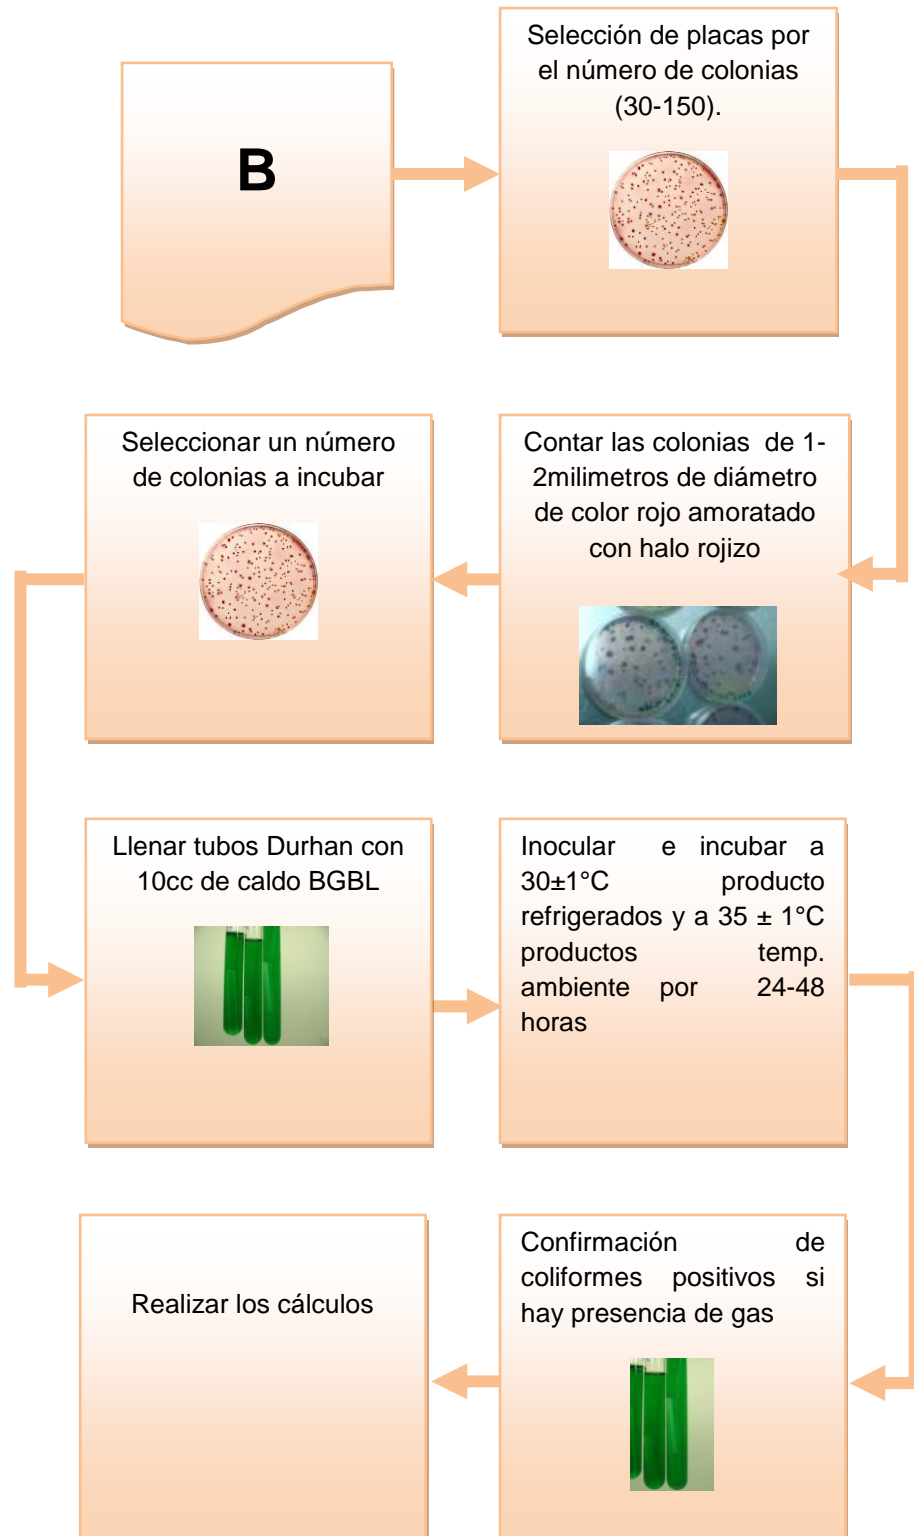 B
Selección de placas por
el número de colonias
(30-150).
Contar las colonias de 1-
2milimetros de diámetro
de color rojo amoratado
con halo rojizo
Seleccionar un número
de colonias a incubar
Llenar tubos Durhan con
10cc de caldo BGBL
Inocular e incubar a
30±1°C producto
refrigerados y a 35 ± 1°C
productos temp.
ambiente por 24-48
horas
Confirmación de
coliformes positivos si
hay presencia de gas
Realizar los cálculos